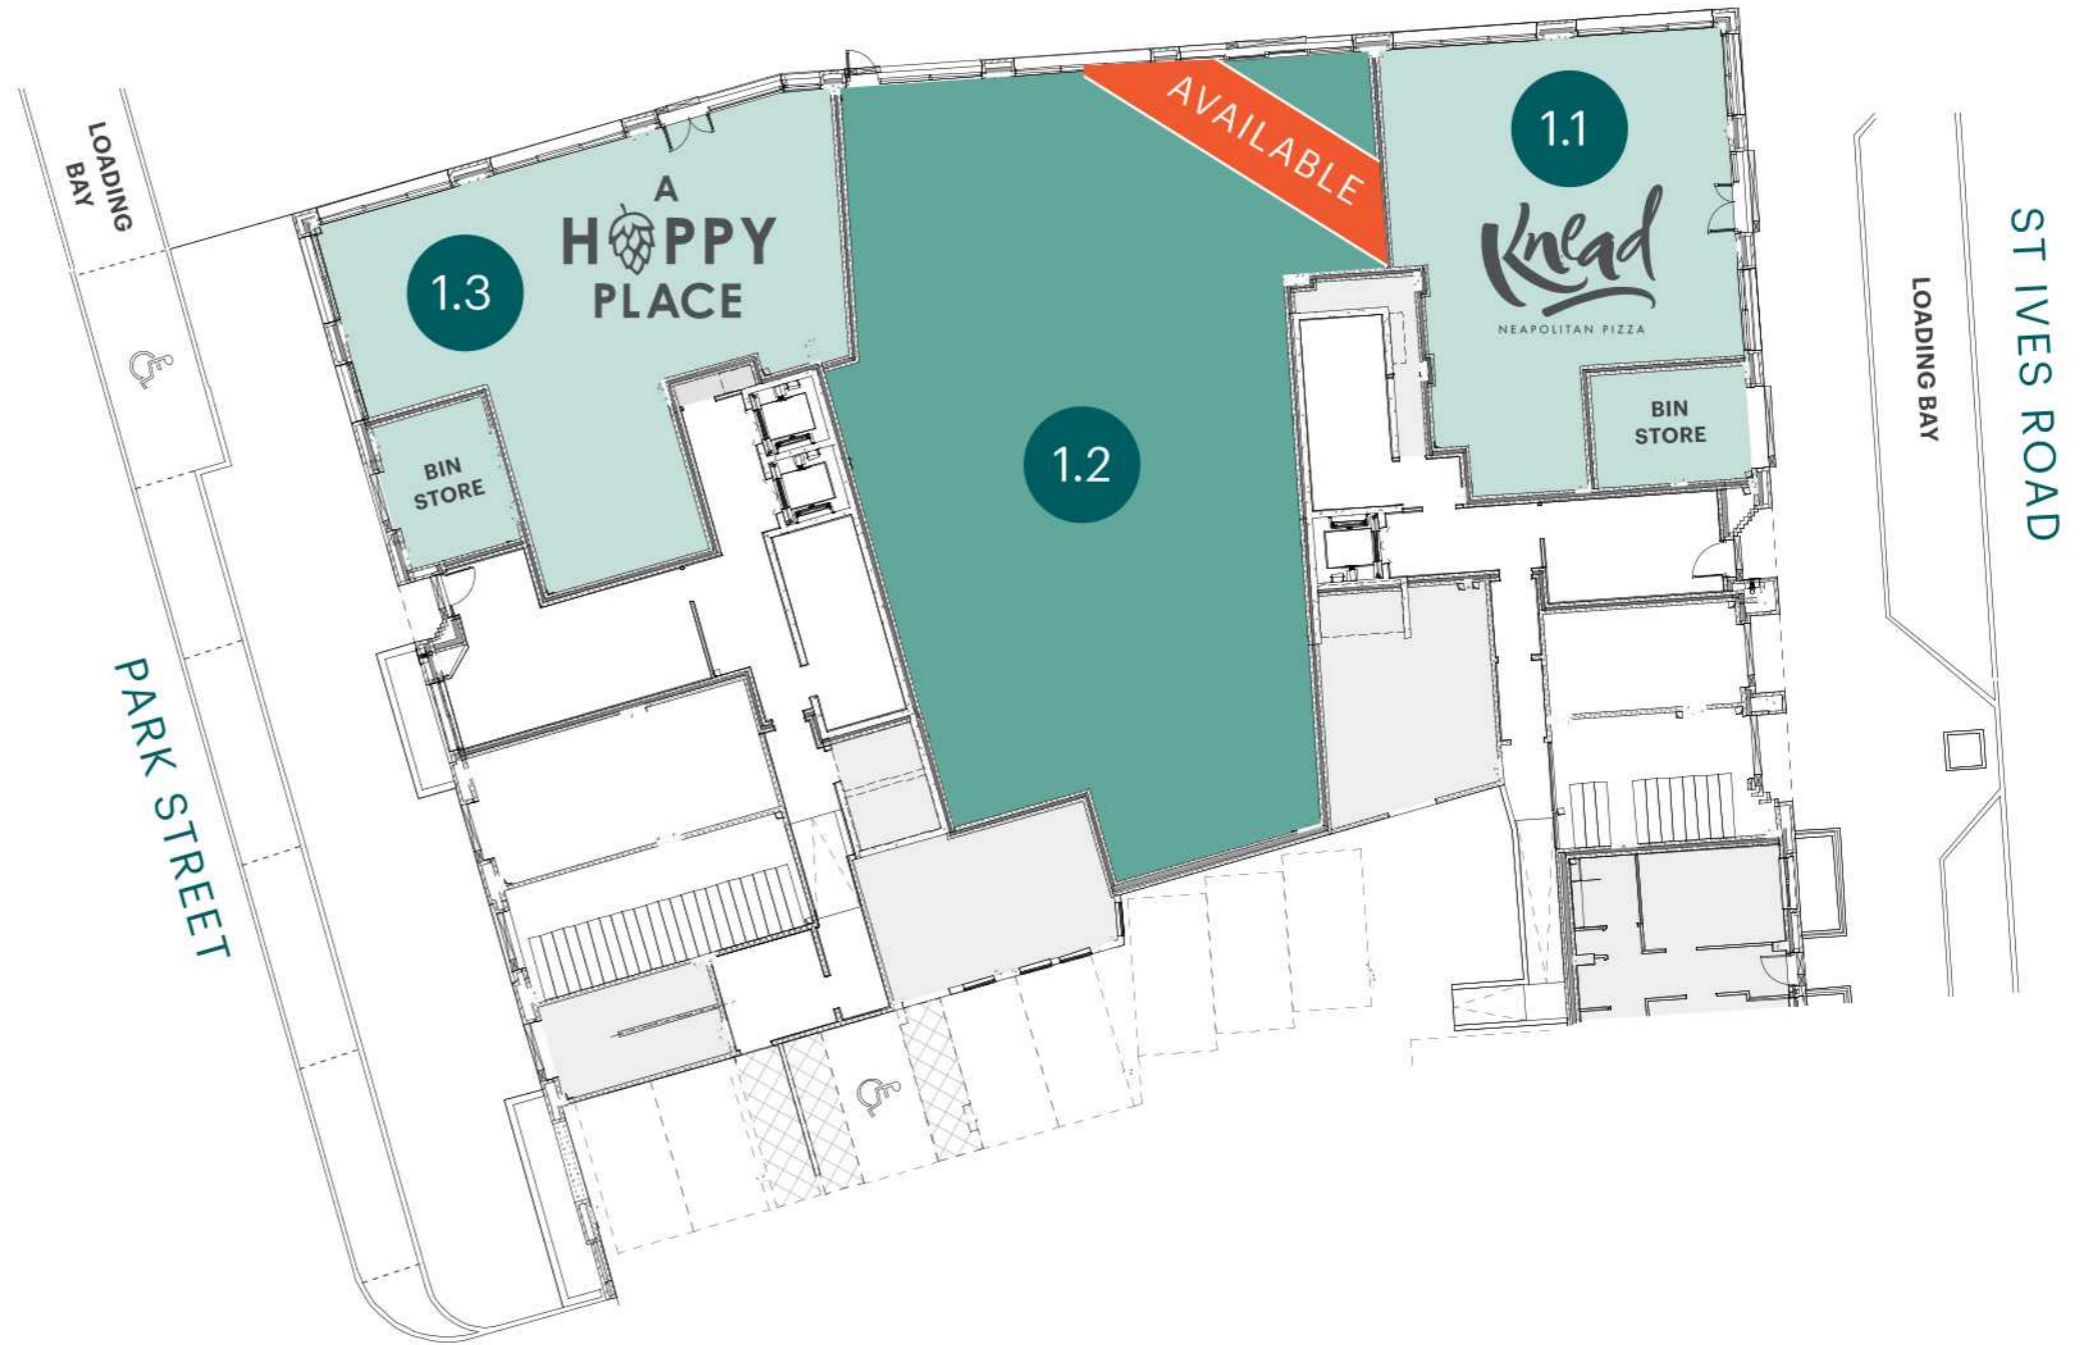 LOADING
BAY
AVAILABLE
1.1
A
HOPPY
PLACE
1.3
Knead
NEAPOLITAN PIZZA
ST IVES ROAD
LOADING BAY
BIN
STORE
1.2
BIN
STORE
PARK STREET